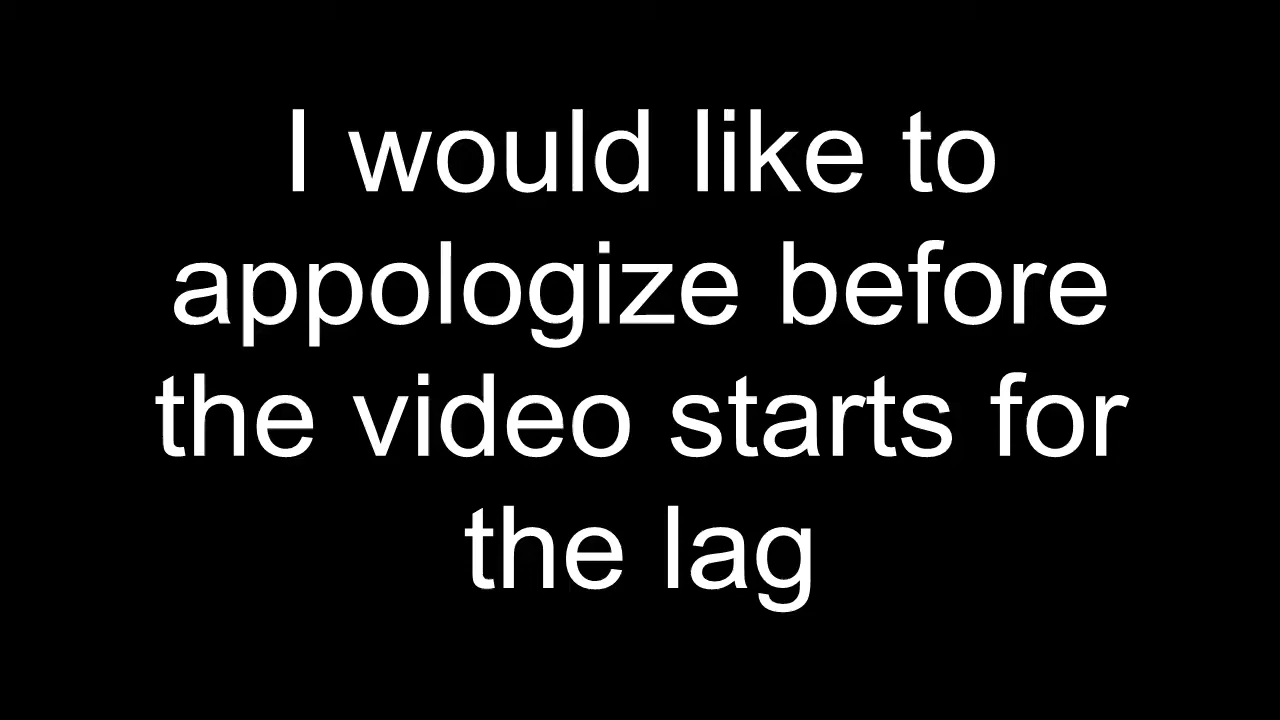 I would like to
appologize before
the video starts for
the lag